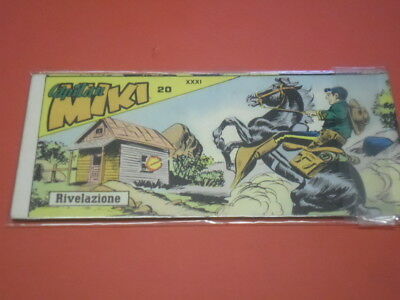 Capitan
MIKI
20
XXXI
Rivelazione